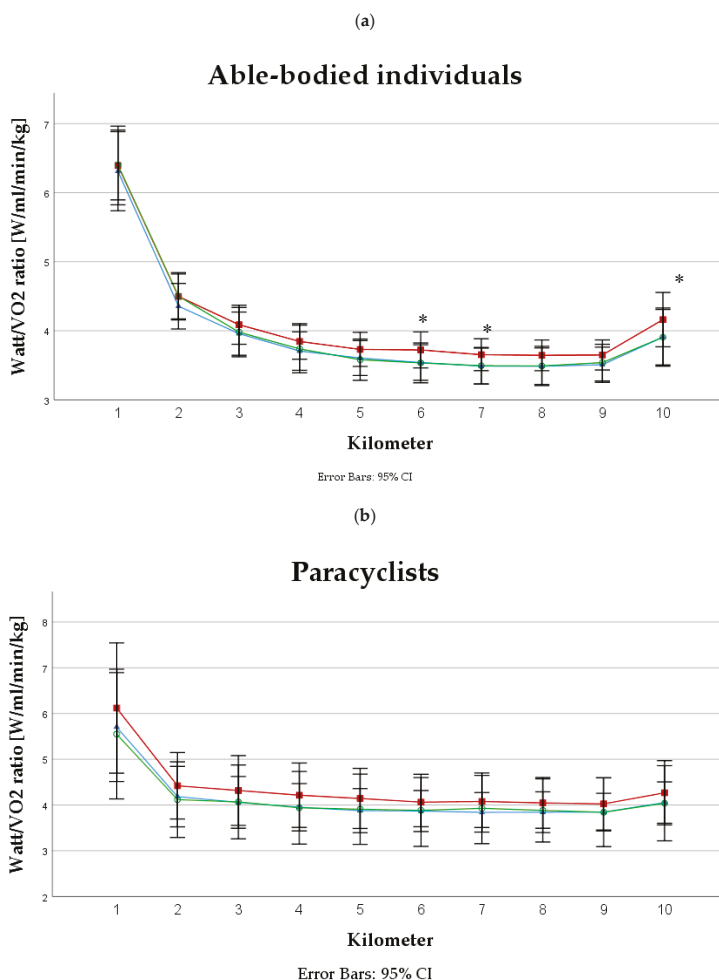 (a)
Able-bodied individuals
Watt/VO2 ratio [W/ml/min/kg]
7
6
5
4
3
*
*
*
1 2 3 4 5 6 7 8 9 10
Kilometer
Error Bars: 95% CI
(b)
Paracyclists
Watt/VO2 ratio [W/ml/min/kg]
8
7
6
5
4
3
2
1 2 3 4 5 6 7 8 9 10
Kilometer
Error Bars: 95% CI